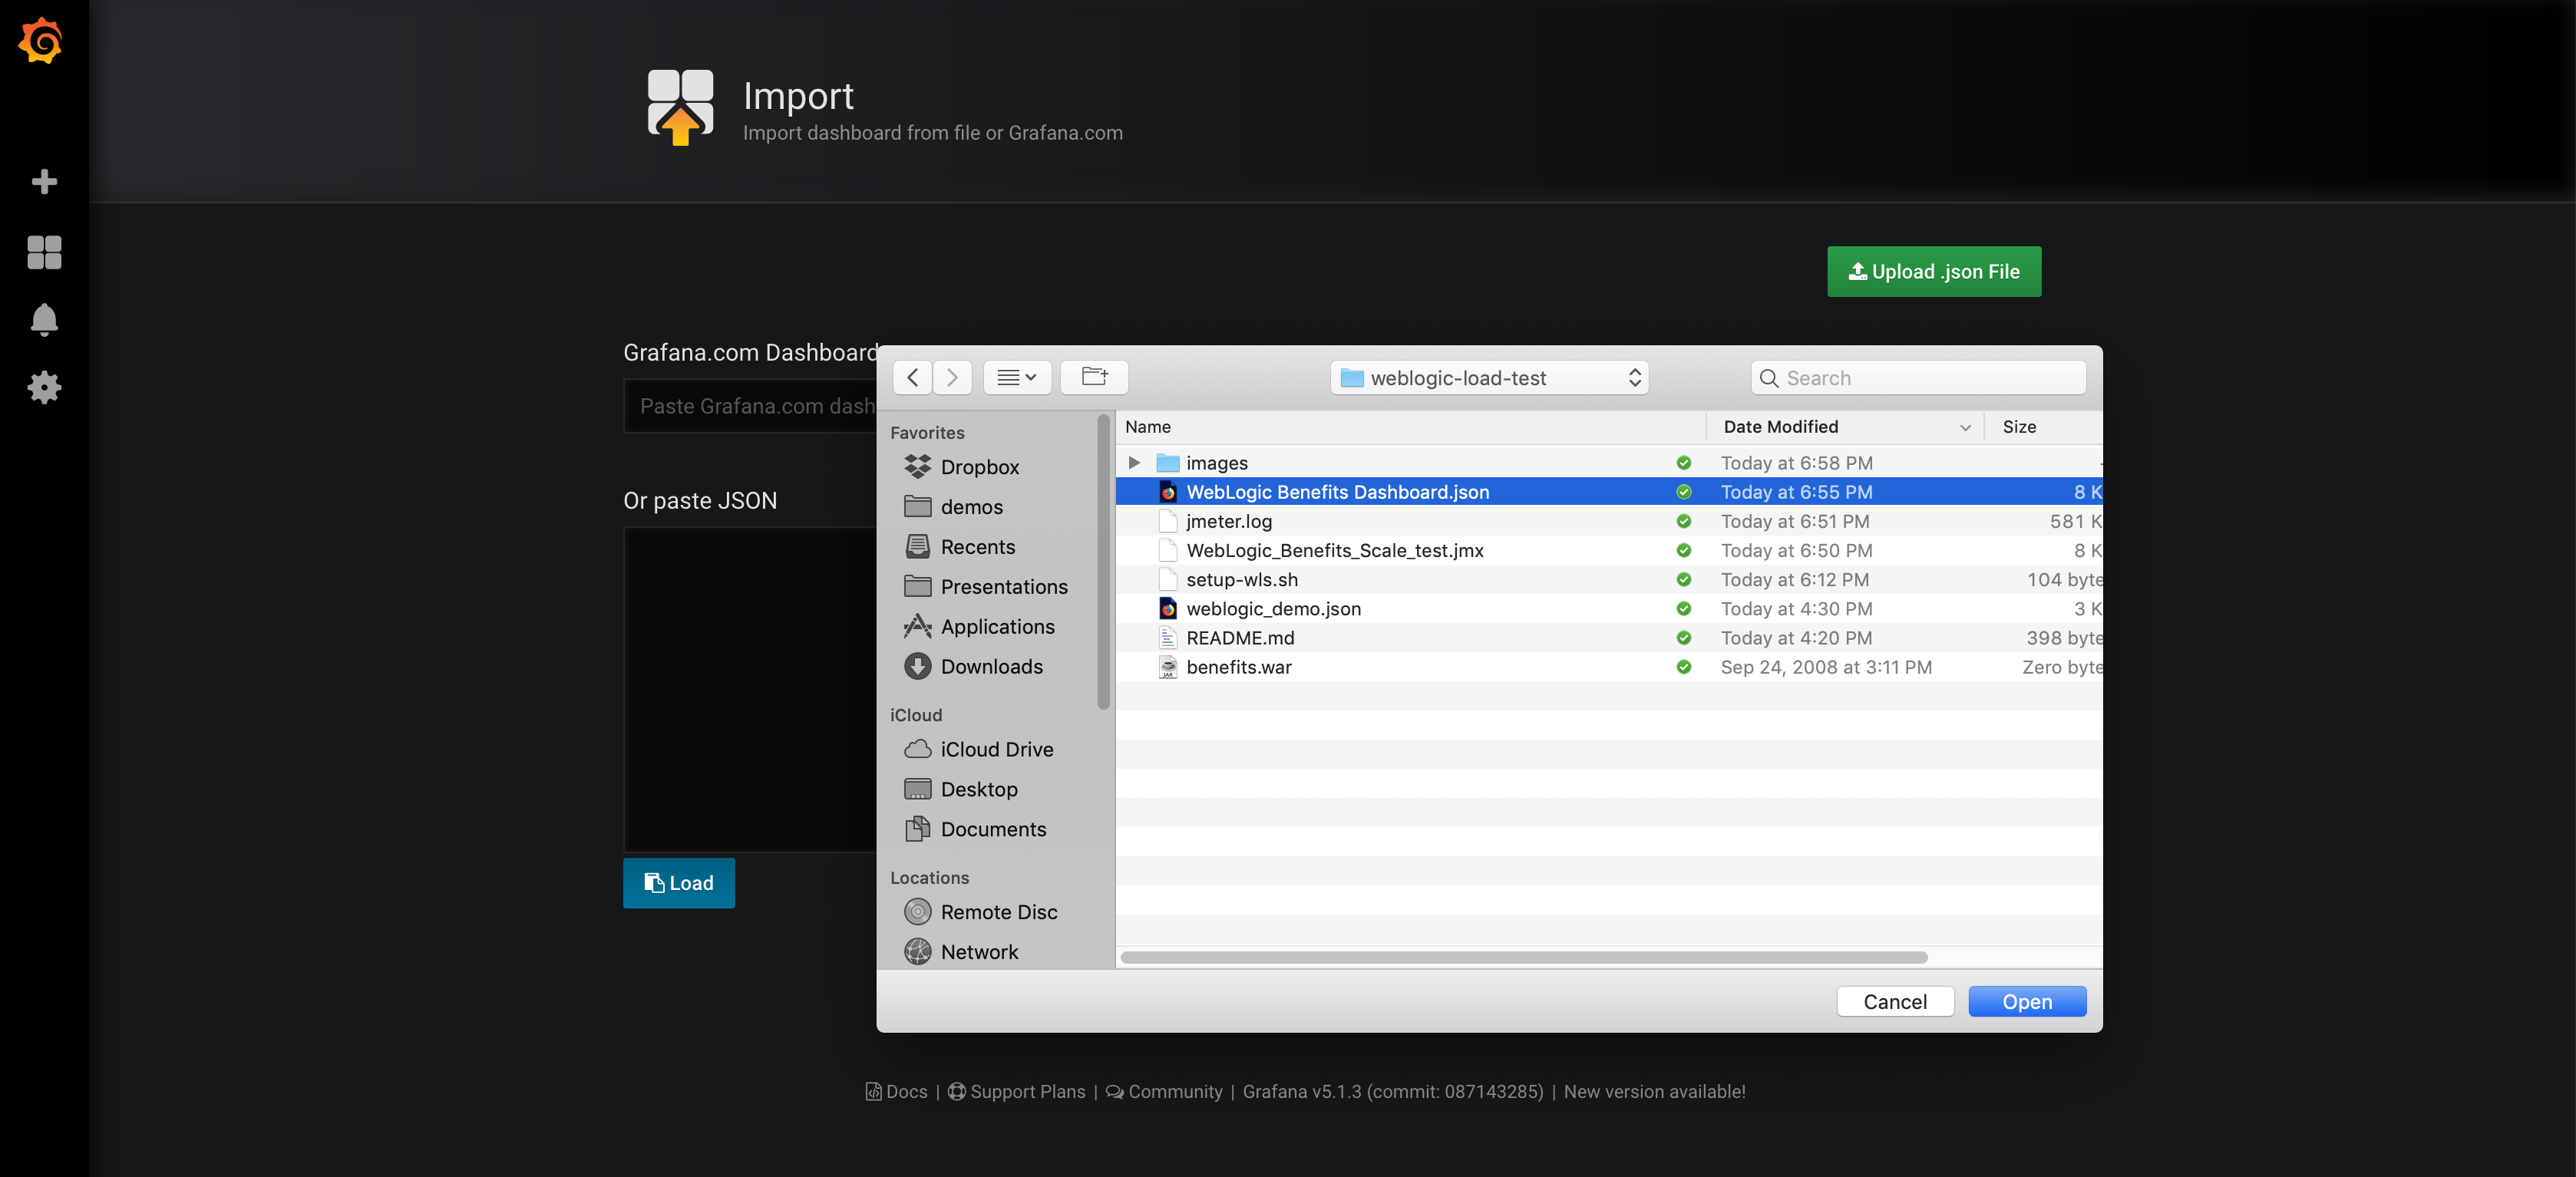 Import
Import dashboard from file or Grafana.com
Upload .json File
Grafana.com Dashboard
Paste Grafana.com dash
Or paste JSON
Load
weblogic-load-test
Search
Favorites
Dropbox
demos
Recents
Presentations
Applications
Downloads
iCloud
iCloud Drive
Desktop
Documents
Locations
Remote Disc
Network
Name Date Modified Size
images Today at 6:58 PM
WebLogic Benefits Dashboard.json Today at 6:55 PM 8 K
jmeter.log Today at 6:51 PM 581 K
WebLogic_Benefits_Scale_test.jmx Today at 6:50 PM 8 K
setup-wls.sh Today at 6:12 PM 104 byte
weblogic_demo.json Today at 4:30 PM 3 K
README.md Today at 4:20 PM 398 byte
benefits.war Sep 24, 2008 at 3:11 PM Zero byte
Cancel Open
Docs | Support Plans | Community | Grafana v5.1.3 (commit: 087143285) | New version available!